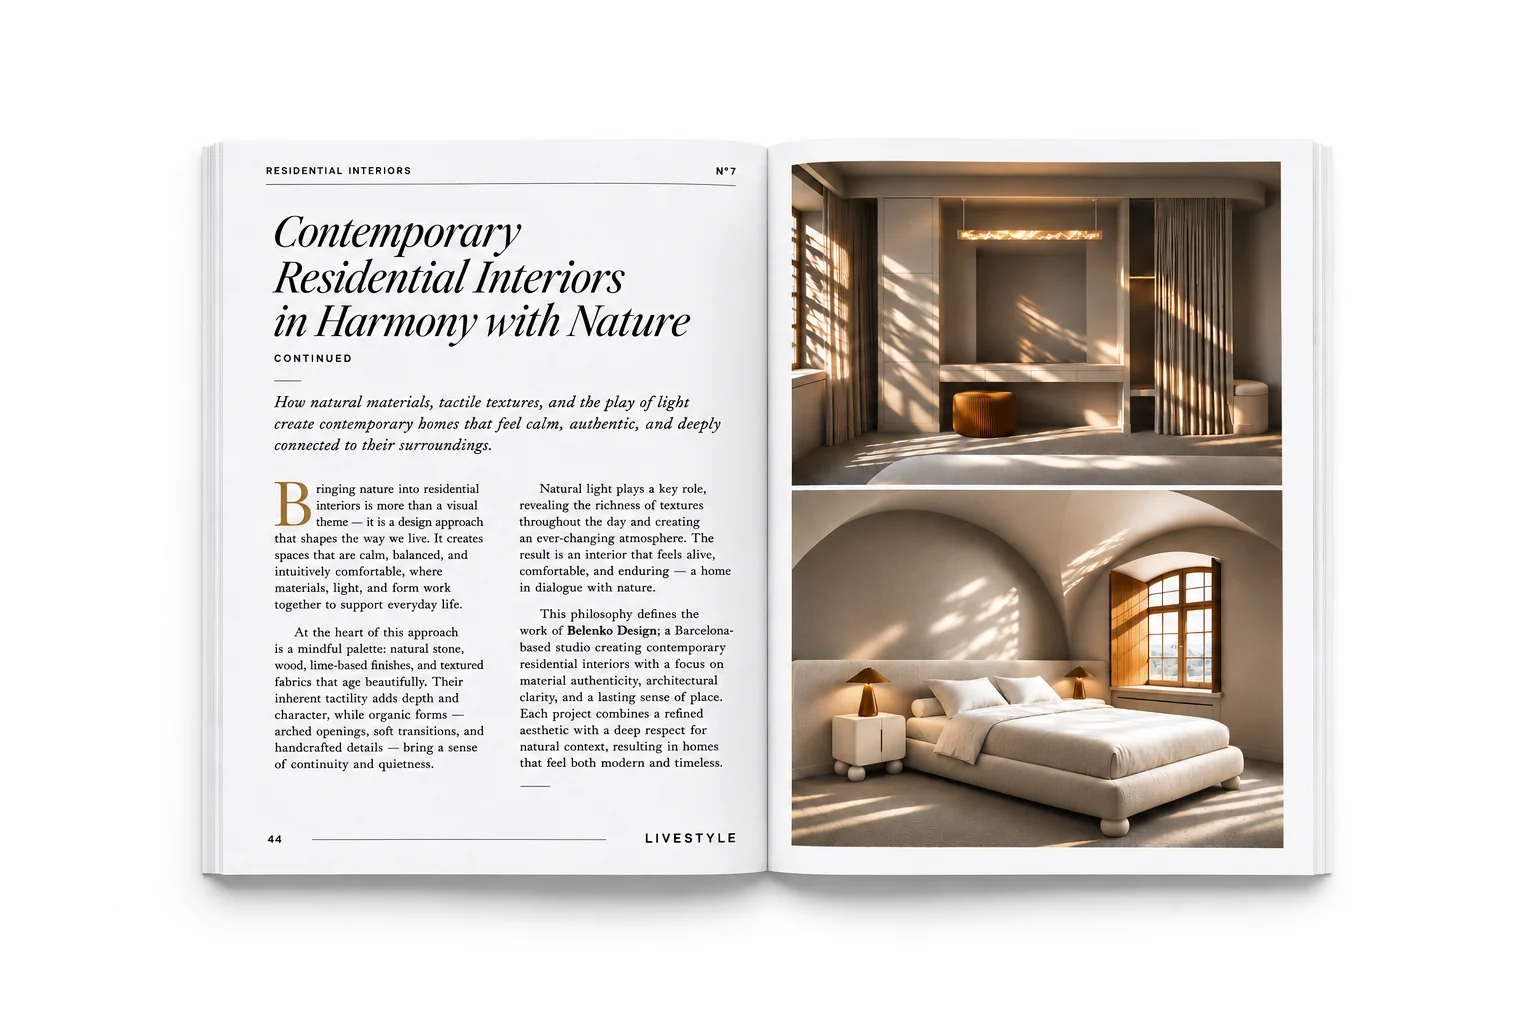 RESIDENTIAL INTERIORS
N°7
Contemporary
Residential Interiors
in Harmony with Nature
CONTINUED
How natural materials, tactile textures, and the play of light
create contemporary homes that feel calm, authentic, and deeply
connected to their surroundings.
Bringing nature into residential
interiors is more than a visual
theme — it is a design approach
that shapes the way we live. It creates
spaces that are calm, balanced, and
intuitively comfortable, where
materials, light, and form work
together to support everyday life.
At the heart of this approach
is a mindful palette: natural stone,
wood, lime-based finishes, and textured
fabrics that age beautifully. Their
inherent tactility adds depth and
character, while organic forms —
arched openings, soft transitions, and
handcrafted details — bring a sense
of continuity and quietness.
Natural light plays a key role,
revealing the richness of textures
throughout the day and creating
an ever-changing atmosphere. The
result is an interior that feels alive,
comfortable, and enduring — a home
in dialogue with nature.
This philosophy defines the
work of Belenko Design; a Barcelona-
based studio creating contemporary
residential interiors with a focus on
material authenticity, architectural
clarity, and a lasting sense of place.
Each project combines a refined
aesthetic with a deep respect for
natural context, resulting in homes
that feel both modern and timeless.
44
LIVESTYLE